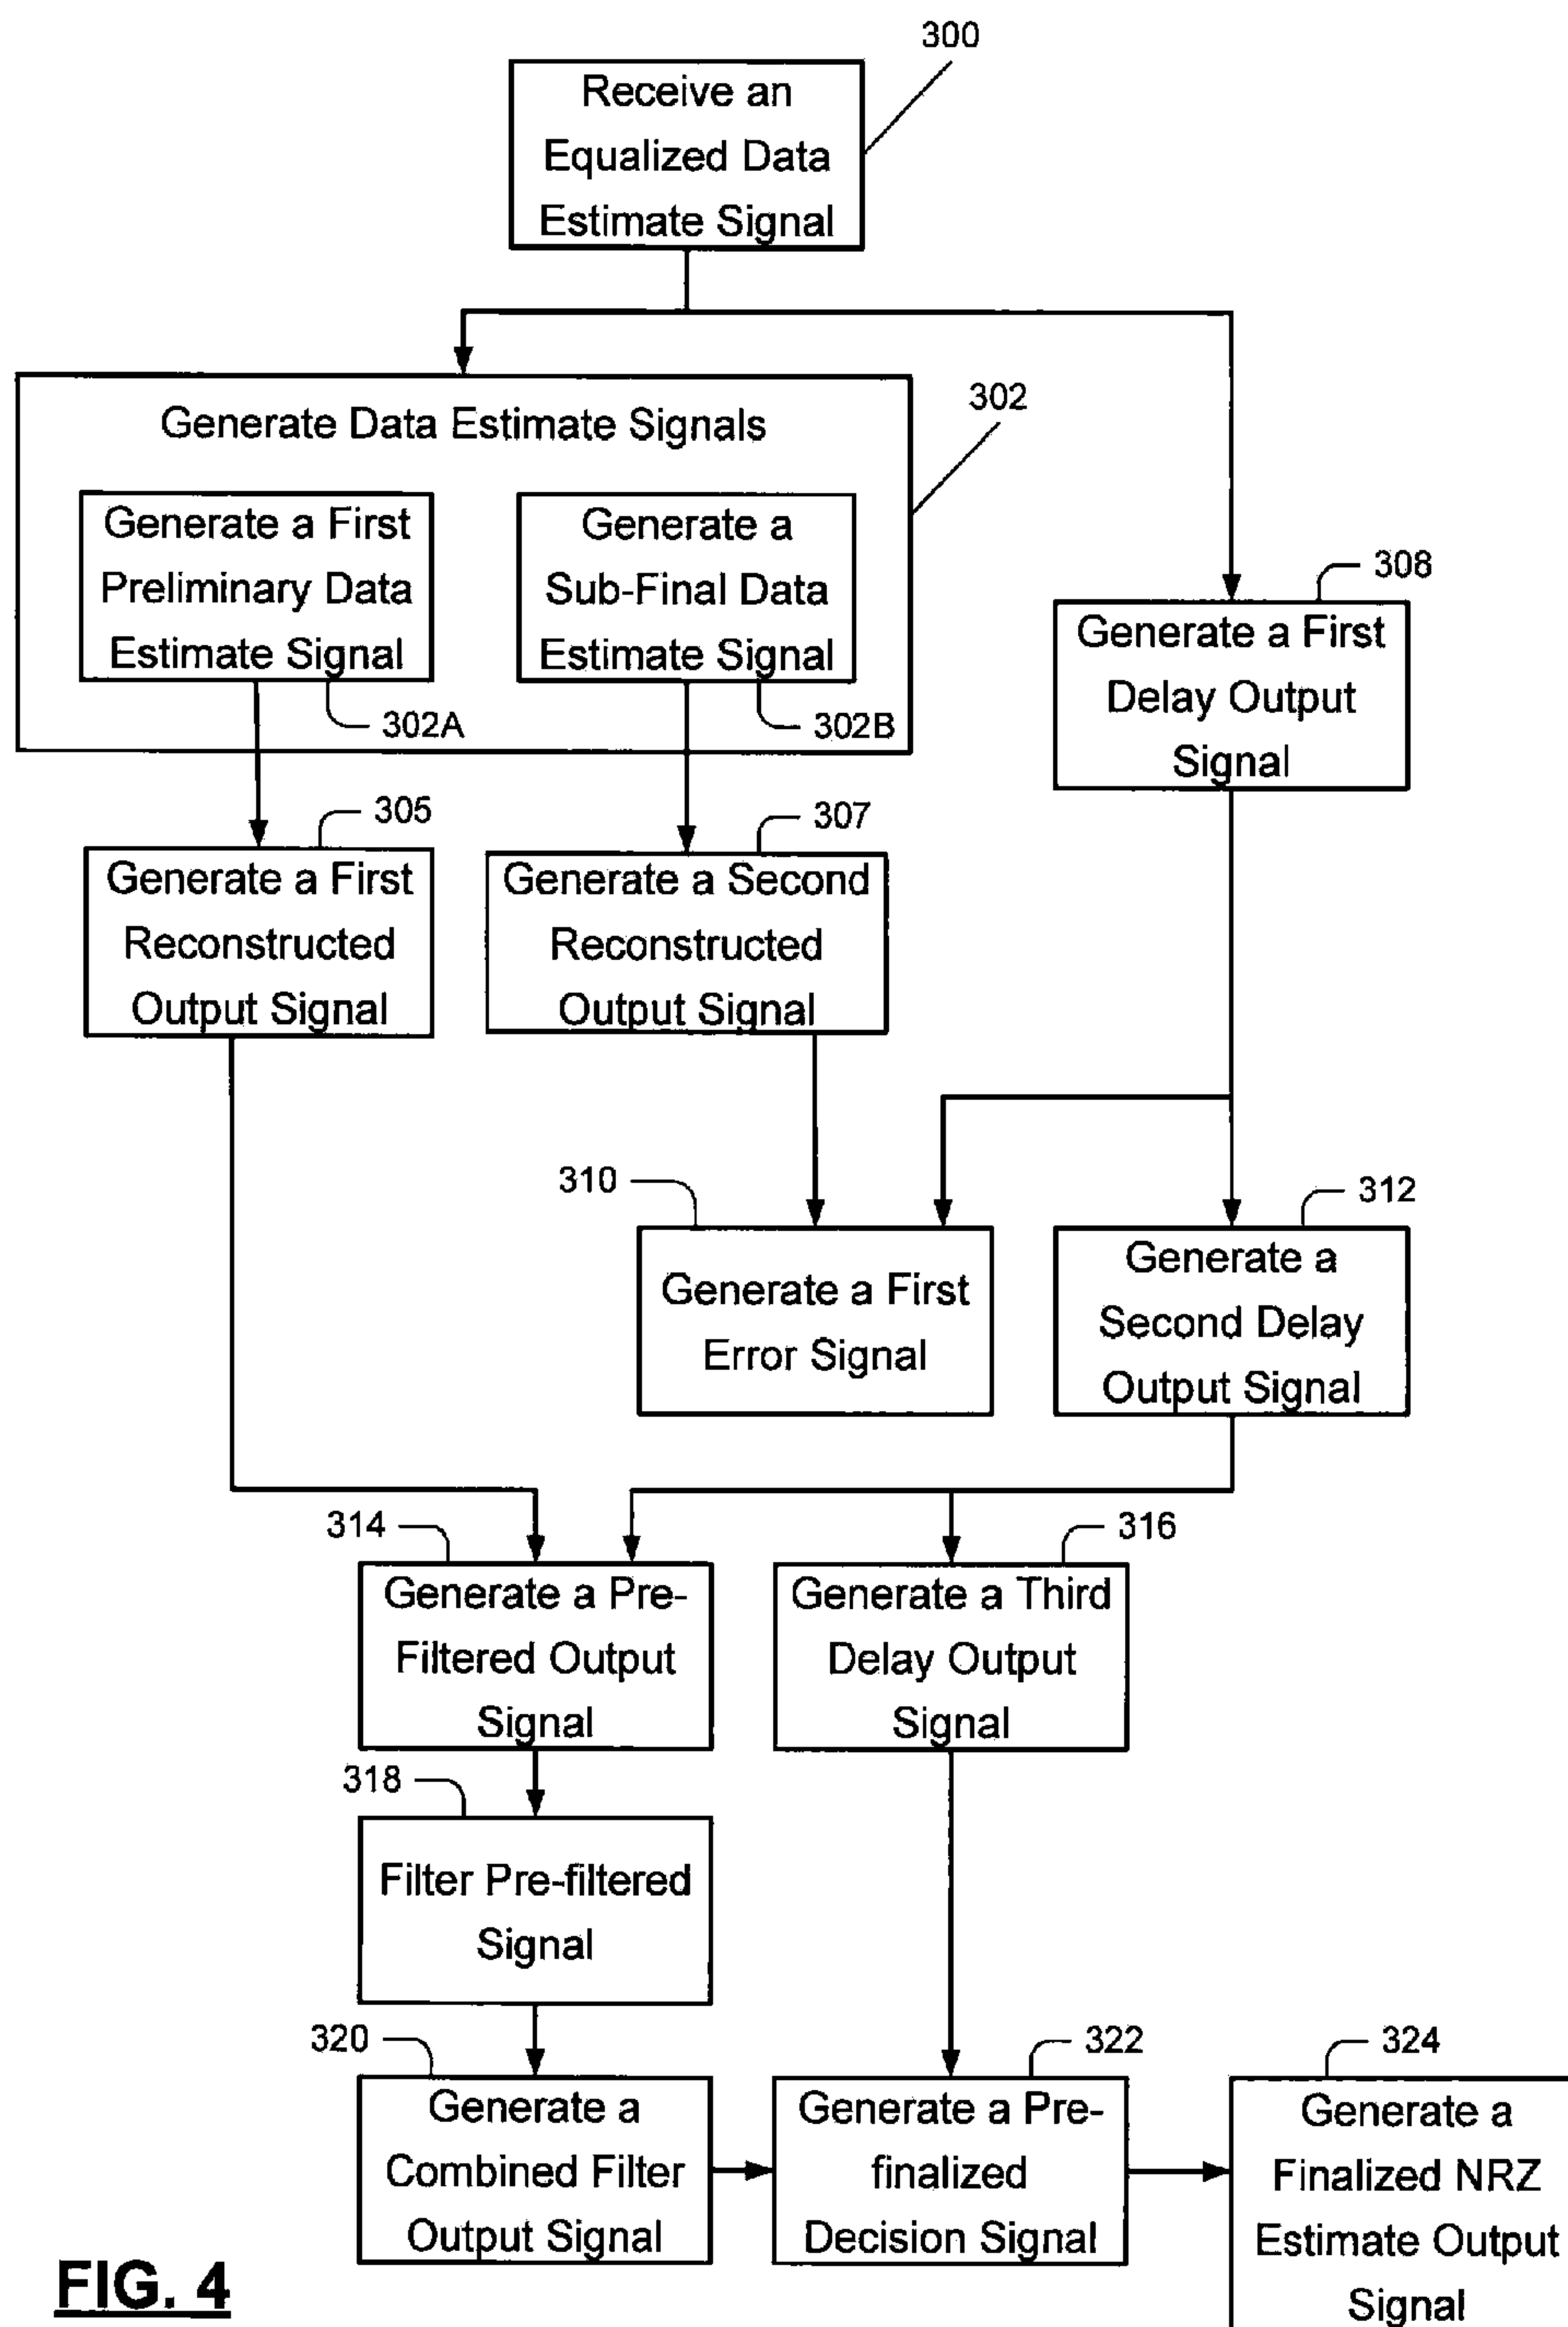 300
Receive an
Equalized Data
Estimate Signal
302
Generate Data Estimate Signals
Generate a First
Preliminary Data
Estimate Signal
302A
Generate a
Sub-Final Data
Estimate Signal
302B
308
Generate a First
Delay Output
Signal
305
Generate a First
Reconstructed
Output Signal
307
Generate a Second
Reconstructed
Output Signal
310
Generate a First
Error Signal
312
Generate a
Second Delay
Output Signal
314
Generate a Pre-
Filtered Output
Signal
316
Generate a Third
Delay Output
Signal
318
Filter Pre-filtered
Signal
320
Generate a
Combined Filter
Output Signal
322
Generate a Pre-
finalized
Decision Signal
324
Generate a
Finalized NRZ
Estimate Output
Signal
FIG. 4